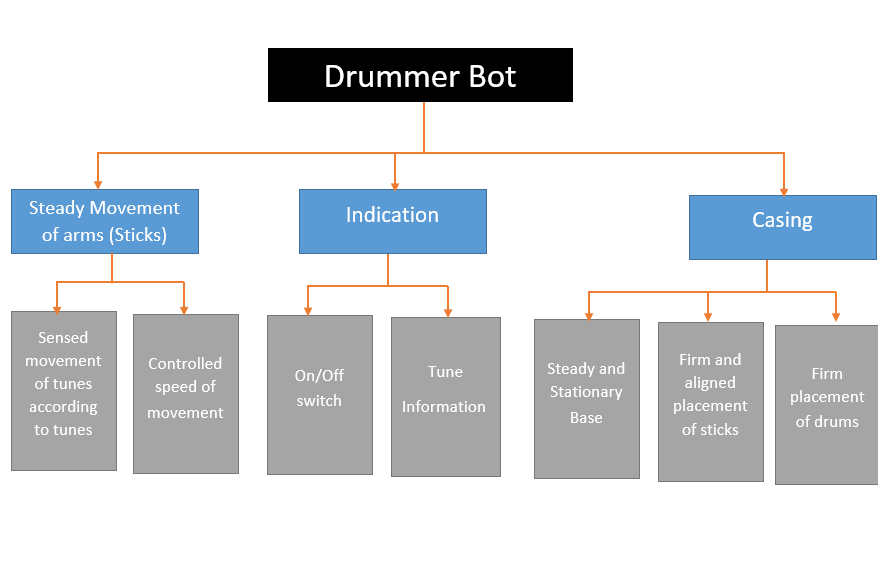 Drummer Bot
Steady Movement
of arms (Sticks)
Indication
Casing
Sensed
movement
of tunes
according
to tunes
Controlled
speed of
movement
On/Off
switch
Tune
Information
Steady and
Stationary
Base
Firm and
aligned
placement
of sticks
Firm
placement
of drums